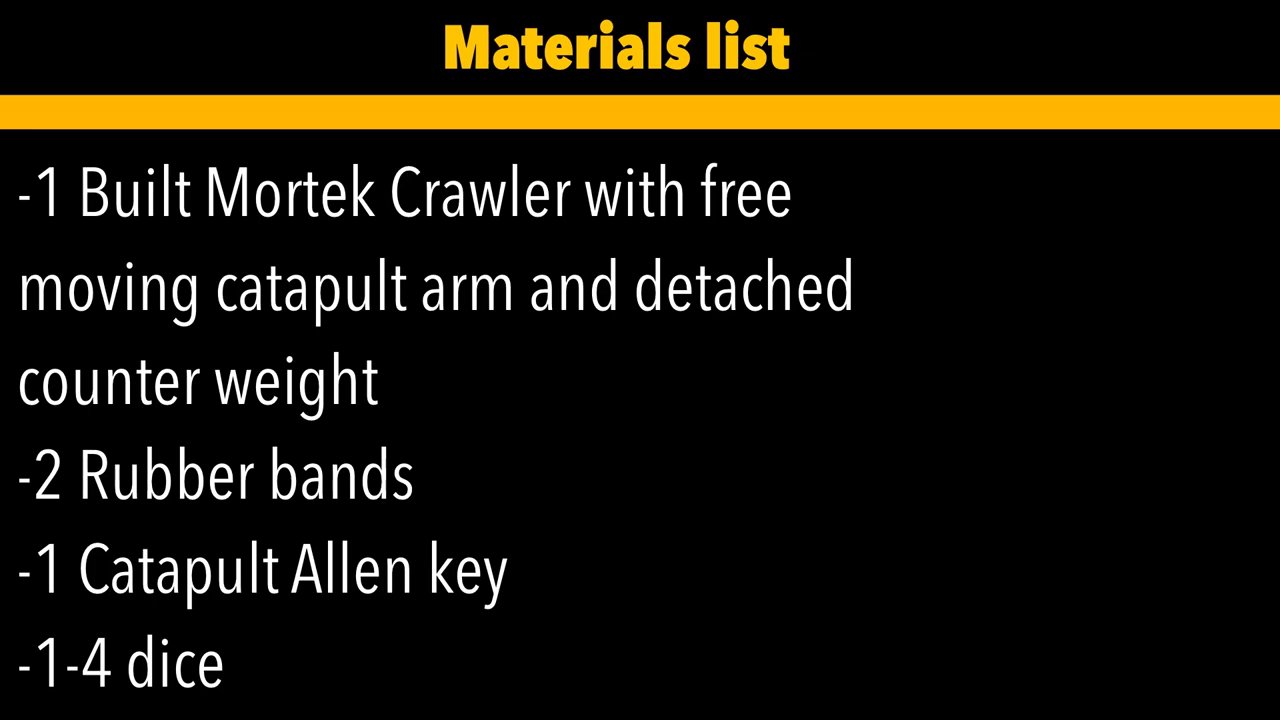 Materials list
-1 Built Mortek Crawler with free
moving catapult arm and detached
counter weight
-2 Rubber bands
-1 Catapult Allen key
-1-4 dice